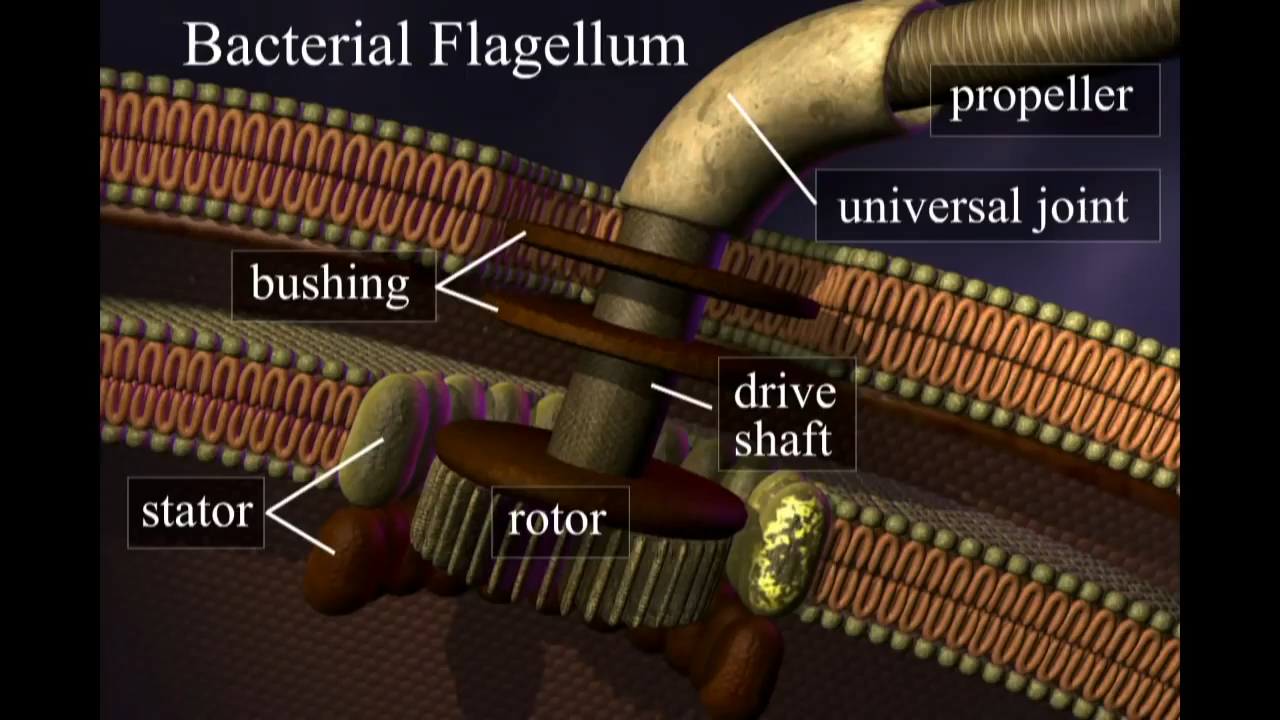 Bacterial Flagellum
propeller
universal joint
bushing
drive
shaft
stator
rotor